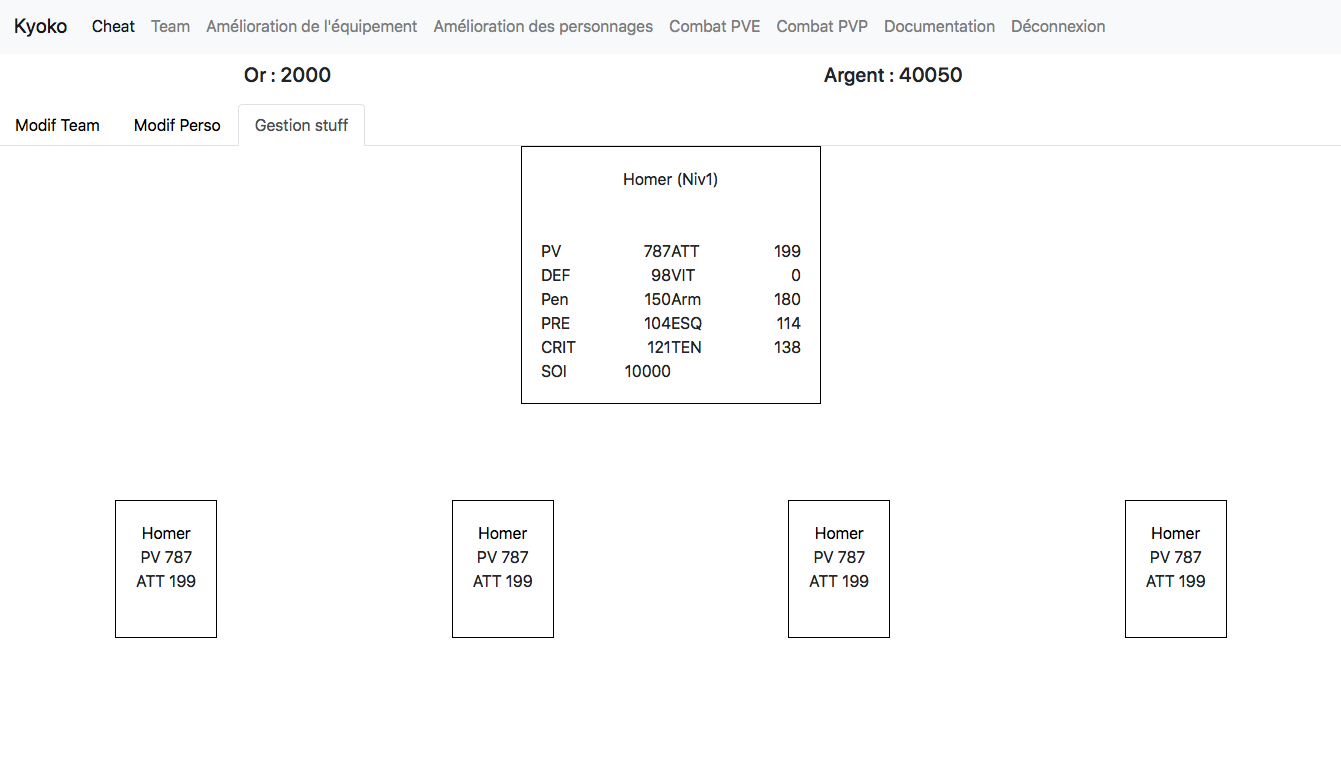 Kyoko Cheat Team Amélioration de l'équipement Amélioration des personnages Combat PVE Combat PVP Documentation Déconnexion
Or : 2000 Argent : 40050
Modif Team Modif Perso Gestion stuff
Homer (Niv1)
PV 787ATT 199
DEF 98VIT 0
Pen 150Arm 180
PRE 104ESQ 114
CRIT 121TEN 138
SOI 10000
Homer Homer Homer Homer
PV 787 PV 787 PV 787 PV 787
ATT 199 ATT 199 ATT 199 ATT 199